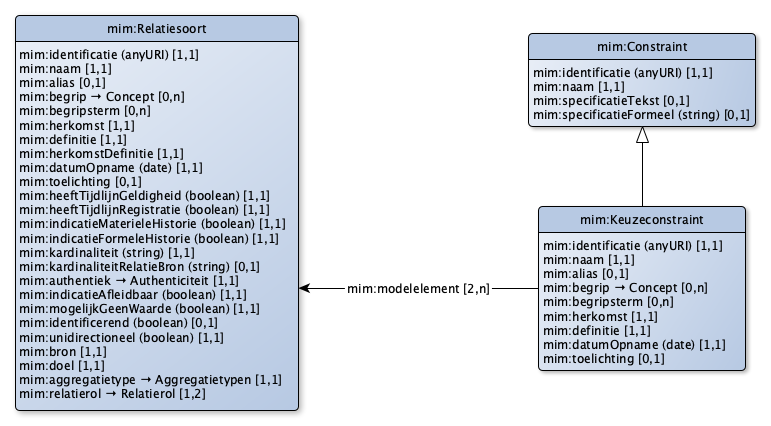 mim:Relatiesoort
mim:identificatie (anyURI) [1,1]
mim:naam [1,1]
mim:alias [0,1]
mim:begrip → Concept [0,n]
mim:begripsterm [0,n]
mim:herkomst [1,1]
mim:definitie [1,1]
mim:herkomstDefinitie [1,1]
mim:datumOpname (date) [1,1]
mim:toelichting [0,1]
mim:heeftTijdlijnGeldigheid (boolean) [1,1]
mim:heeftTijdlijnRegistratie (boolean) [1,1]
mim:indicatieMaterieleHistorie (boolean) [1,1]
mim:indicatieFormeleHistorie (boolean) [1,1]
mim:kardinaliteit (string) [1,1]
mim:kardinaliteitRelatieBron (string) [0,1]
mim:authentiek → Authenticiteit [1,1]
mim:indicatieAfleidbaar (boolean) [1,1]
mim:mogelijkGeenWaarde (boolean) [1,1]
mim:identificerend (boolean) [0,1]
mim:unidirectioneel (boolean) [1,1]
mim:bron [1,1]
mim:doel [1,1]
mim:aggregatietype → Aggregatietypen [1,1]
mim:relatierol → Relatierol [1,2]
mim:modelelement [2,n]
mim:Constraint
mim:identificatie (anyURI) [1,1]
mim:naam [1,1]
mim:specificatieTekst [0,1]
mim:specificatieFormeel (string) [0,1]
mim:Keuzeconstraint
mim:identificatie (anyURI) [1,1]
mim:naam [1,1]
mim:alias [0,1]
mim:begrip → Concept [0,n]
mim:begripsterm [0,n]
mim:herkomst [1,1]
mim:definitie [1,1]
mim:datumOpname (date) [1,1]
mim:toelichting [0,1]